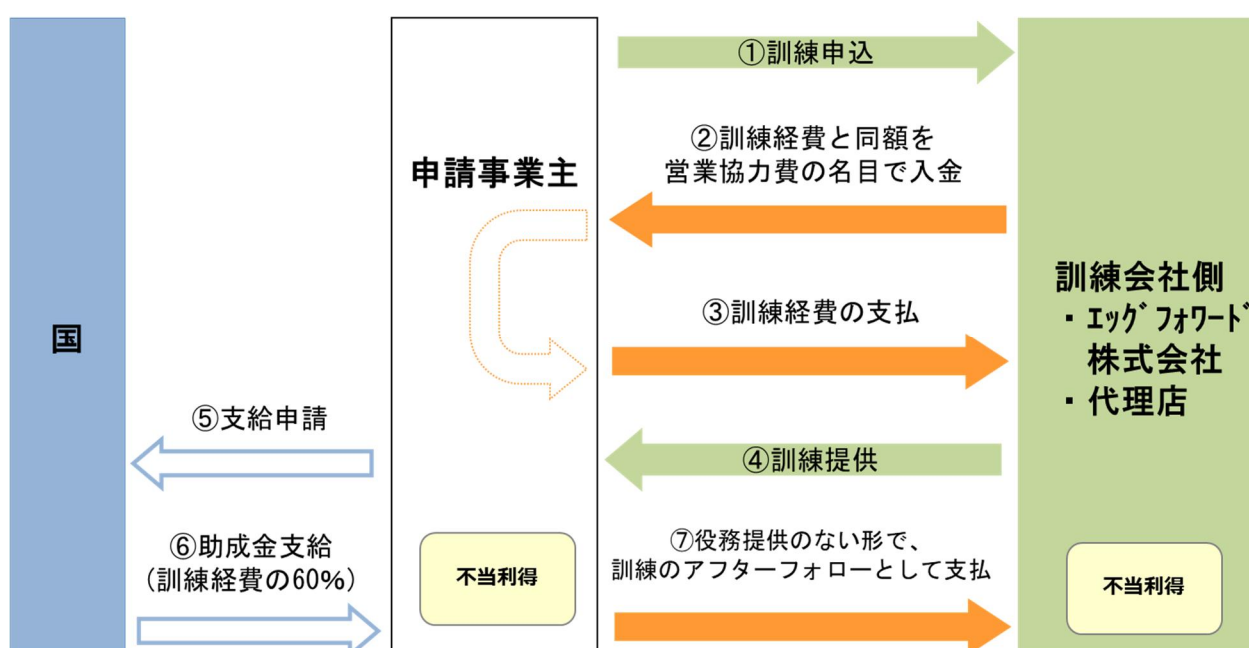 国
申請事業主
①訓練申込
②訓練経費と同額を
営業協力費の名目で入金
③訓練経費の支払
④訓練提供
⑤支給申請
⑥助成金支給
(訓練経費の60%)
⑦役務提供のない形で、
訓練のアフターフォローとして支払
不当利得
訓練会社側
・ｴｯｸﾞﾌｫﾜｰﾄﾞ
株式会社
・代理店
不当利得